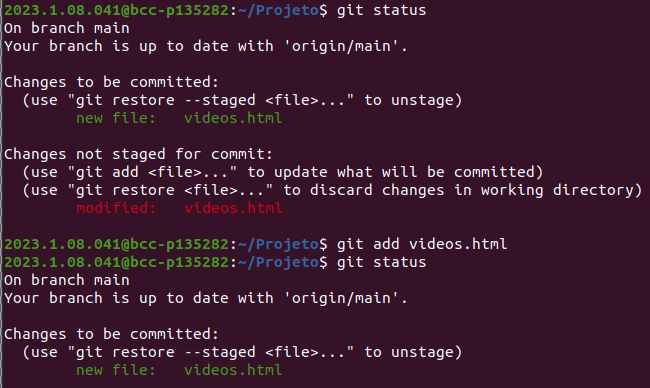 2023.1.08.041@bcc-p135282:~/Projeto$ git status
On branch main
Your branch is up to date with 'origin/main'.

Changes to be committed:
  (use "git restore --staged <file>..." to unstage)
        new file:   videos.html

Changes not staged for commit:
  (use "git add <file>..." to update what will be committed)
  (use "git restore <file>..." to discard changes in working directory)
        modified:   videos.html

2023.1.08.041@bcc-p135282:~/Projeto$ git add videos.html
2023.1.08.041@bcc-p135282:~/Projeto$ git status
On branch main
Your branch is up to date with 'origin/main'.

Changes to be committed:
  (use "git restore --staged <file>..." to unstage)
        new file:   videos.html